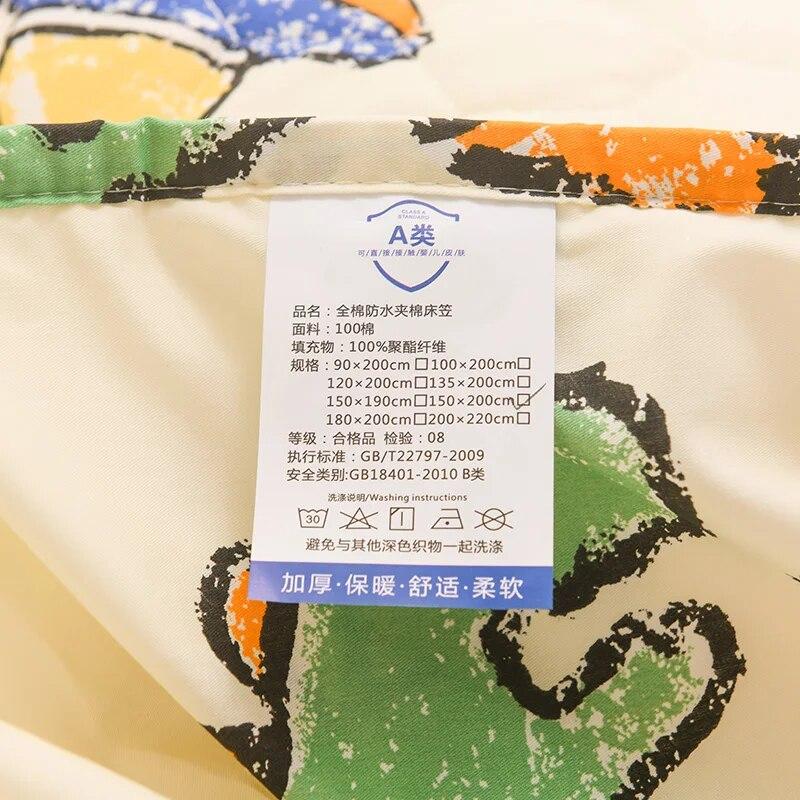 CLASS A
STANDARD
A类
可/直/接/接/触/婴/儿/皮/肤
品名：全棉防水夹棉床笠
面料：100棉
填充物：100%聚酯纤维
规格：90×200cm□100×200cm□
120×200cm□135×200cm□
150×190cm□150×200cm□
180×200cm□200×220cm□
等级：合格品 检验：08
执行标准：GB/T22797-2009
安全类别:GB18401-2010 B类
洗涤说明/Washing instructions
30
避免与其他深色织物一起洗涤
加厚·保暖·舒适·柔软